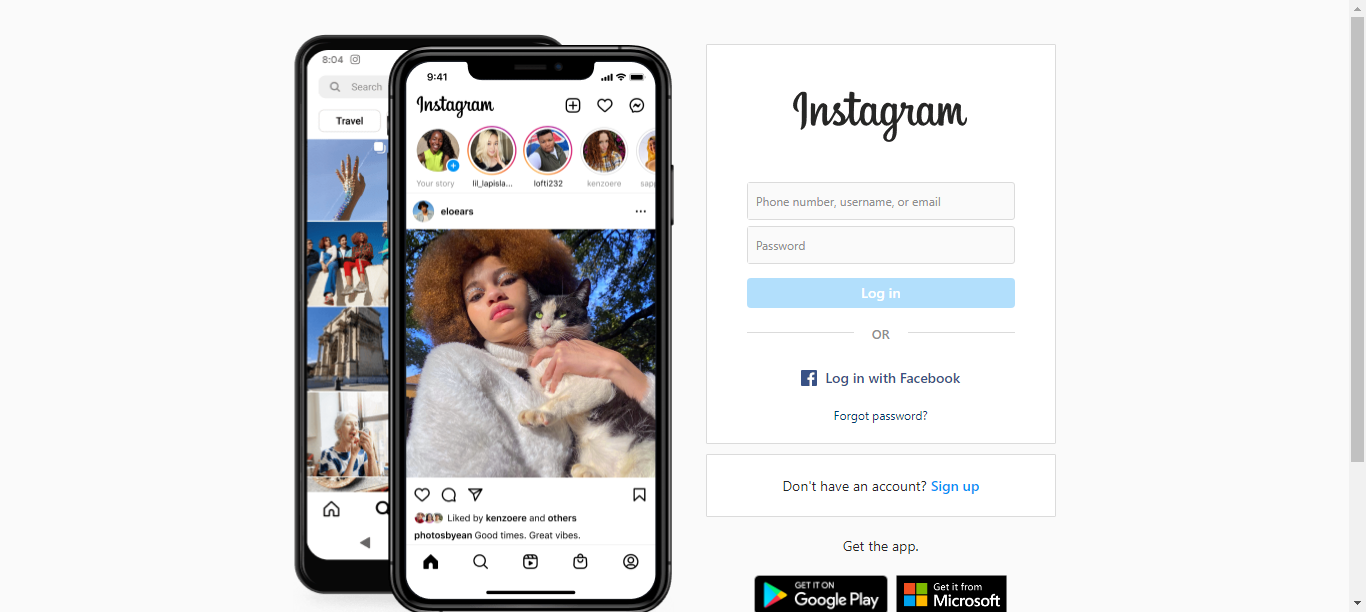 8:04
Search
Travel
9:41
Instagram
Your story
lil_lapisla...
lofti232
kenzoere
eloears
Liked by kenzoere and others
photosbyean Good times. Great vibes.
Instagram
Phone number, username, or email
Password
Log in
OR
Log in with Facebook
Forgot password?
Don't have an account? Sign up
Get the app.
GET IT ON
Google Play
Get it from
Microsoft